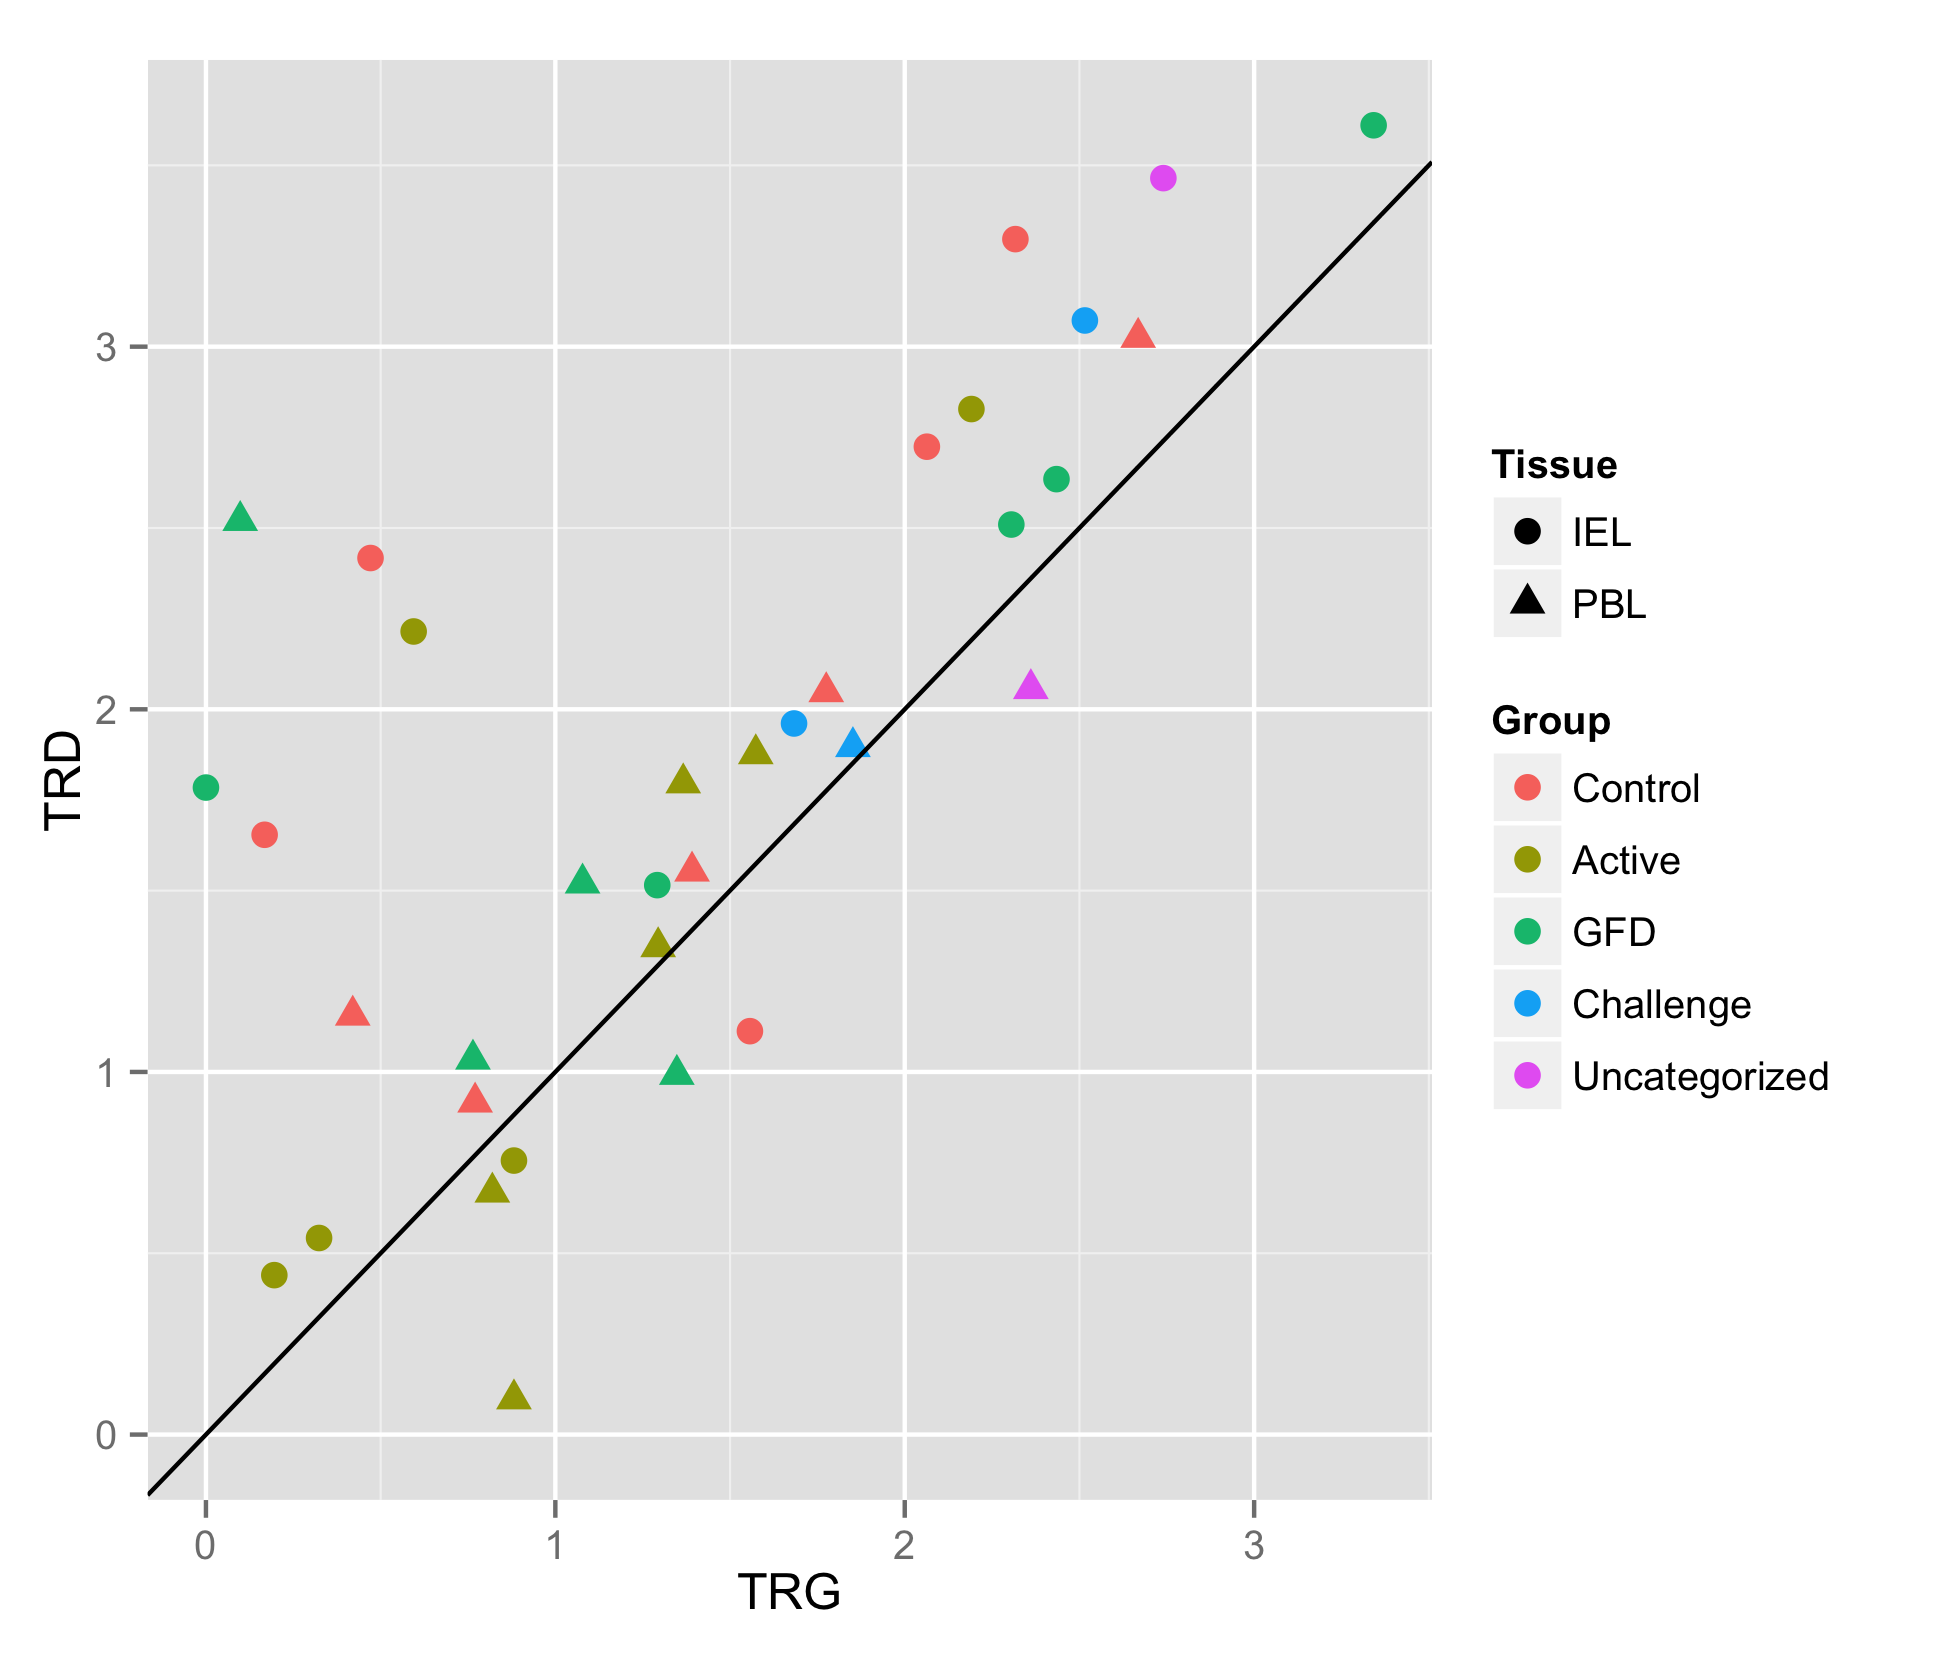 3
2
1
0
TRD
0
1
2
3
TRG
Tissue
IEL
PBL
Group
Control
Active
GFD
Challenge
Uncategorized